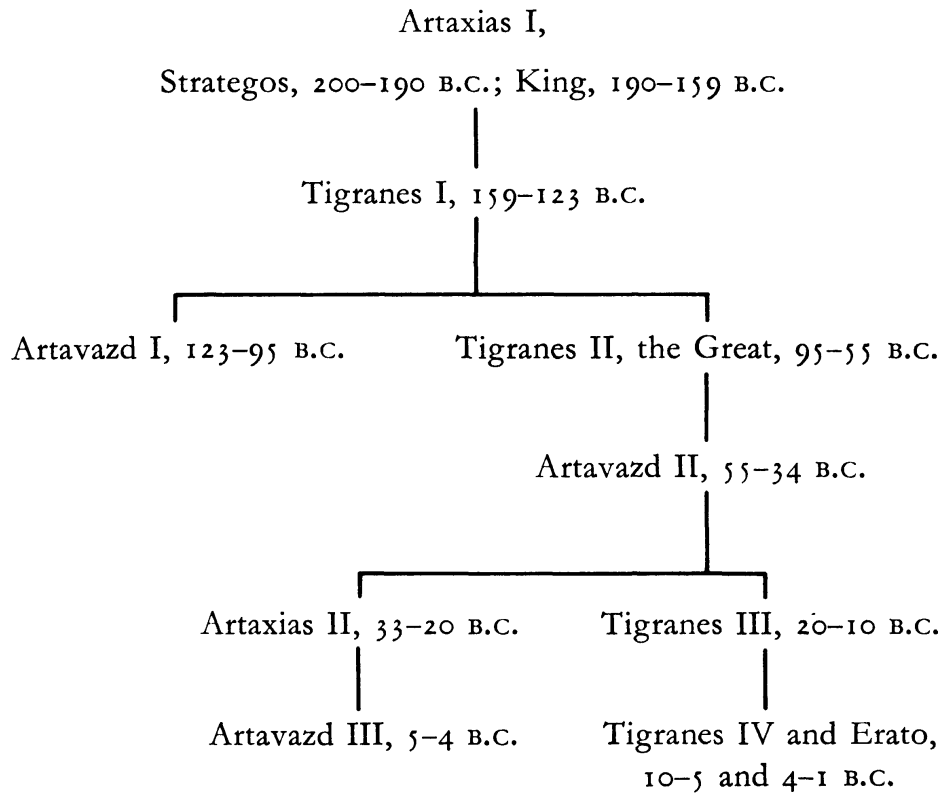 Artaxias I,
Strategos, 200–190 B.C.; King, 190–159 B.C.
Tigranes I, 159–123 B.C.
Artavazd I, 123–95 B.C.
Tigranes II, the Great, 95–55 B.C.
Artavazd II, 55–34 B.C.
Artaxias II, 33–20 B.C.
Tigranes III, 20–10 B.C.
Artavazd III, 5–4 B.C.
Tigranes IV and Erato,
10–5 and 4–1 B.C.